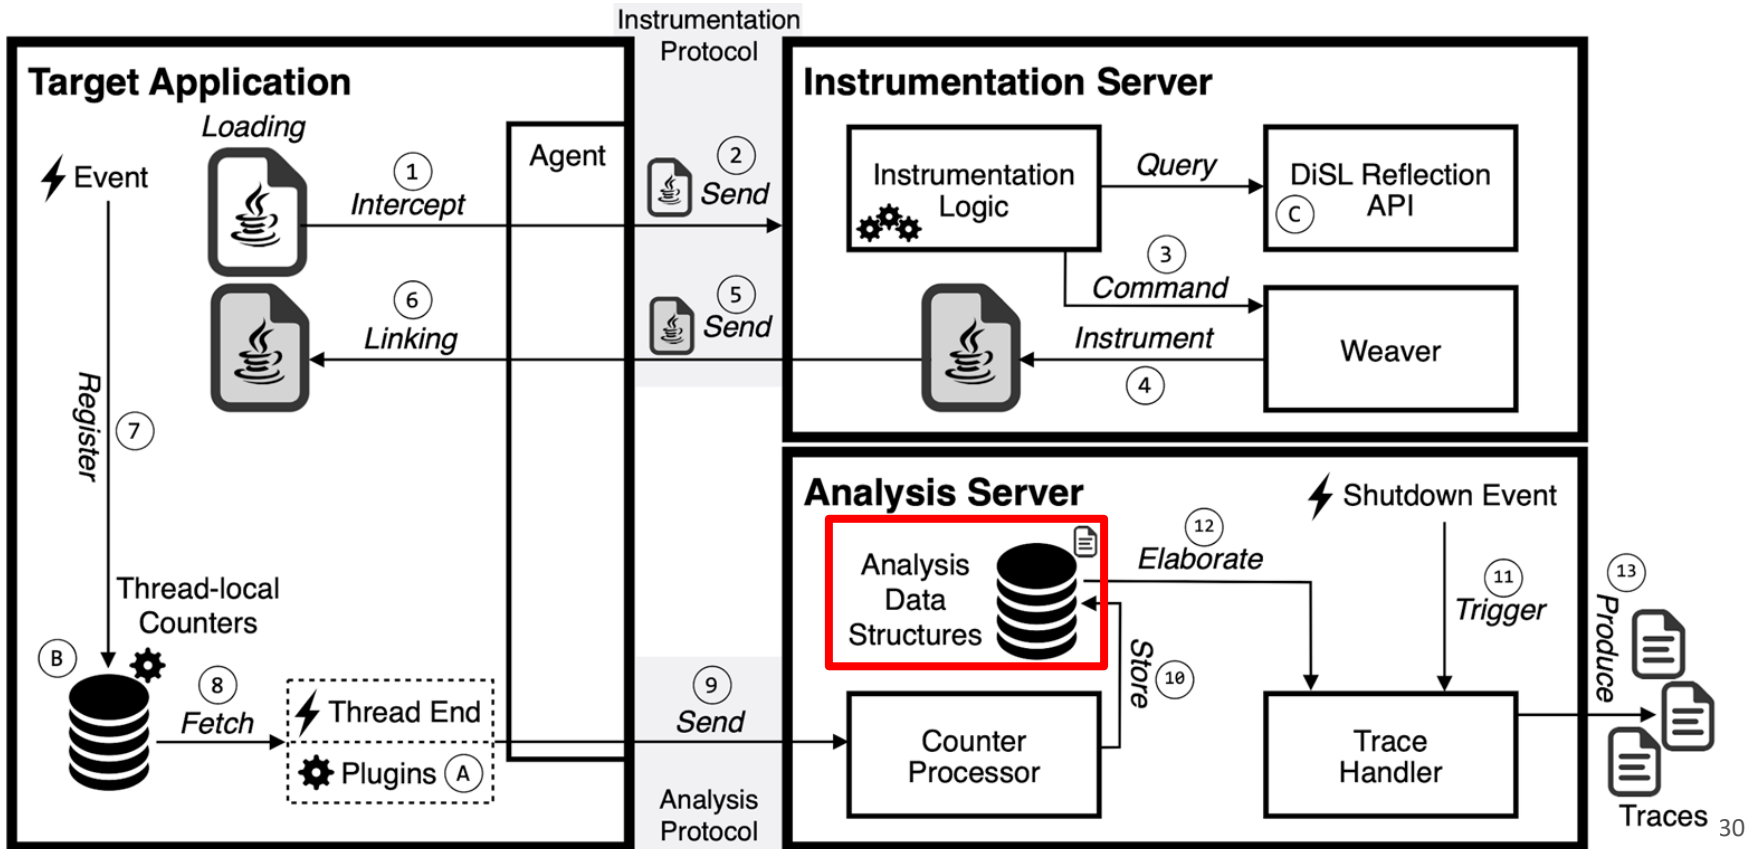 Instrumentation
Protocol
Target Application
Loading
Event
1
Intercept
Agent
2
Send
6
Linking
5
Send
Register
7
Thread-local
Counters
B
8
Fetch
Thread End
Plugins
A
9
Send
Analysis
Protocol
Instrumentation Server
Instrumentation
Logic
Query
DiSL Reflection
API
C
3
Command
Instrument
4
Weaver
Analysis Server
Shutdown Event
Analysis
Data
Structures
12
Elaborate
11
Trigger
Store
10
Counter
Processor
Trace
Handler
13
Produce
Traces
30